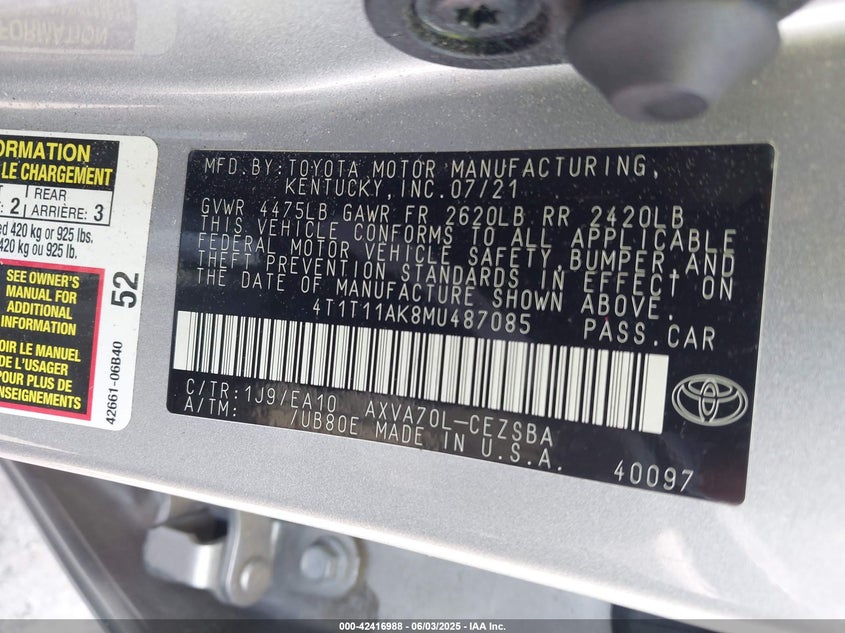 FORMATION
ORMATION
LE CHARGEMENT
REAR
2 ARRIÈRE: 3
420 kg or 925 lbs.
420 kg ou 925 lb.
SEE OWNER'S
MANUAL FOR
ADDITIONAL
INFORMATION
LE MANUEL
DE L'USAGER
POUR PLUS DE
52
42661-06B40
MFD.BY: TOYOTA MOTOR MANUFACTURING,
KENTUCKY, INC. 07/21
GVWR 4475LB GAWR FR 2620LB RR 2420LB
THIS VEHICLE CONFORMS TO ALL APPLICABLE
FEDERAL MOTOR VEHICLE SAFETY, BUMPER, AND
THEFT PREVENTION STANDARDS IN EFFECT ON
THE DATE OF MANUFACTURE SHOWN ABOVE.
4T1T11AK8MU487085 PASS.CAR
C/TR: 1J9/EA10 AXVA70L-CEZSBA
A/TM: /UB80E MADE IN U.S.A.
40097
000-42416988 - 06/03/2025 - IAA Inc.